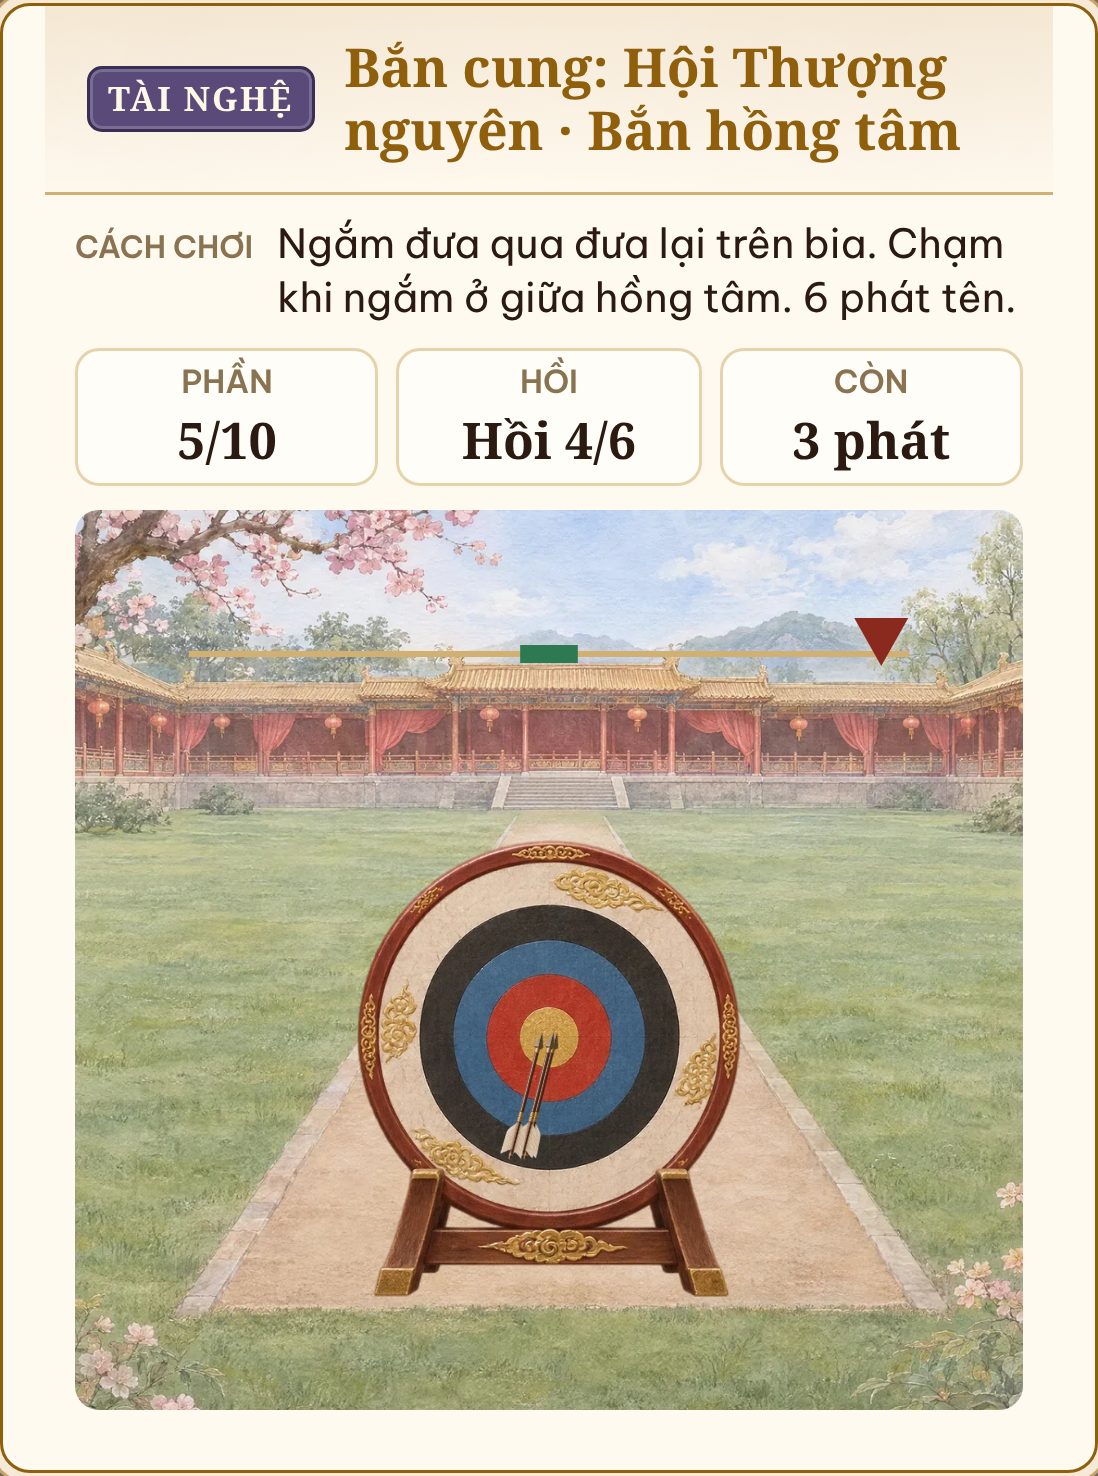 TÀI NGHỆ
Bắn cung: Hội Thượng
nguyên · Bắn hồng tâm
CÁCH CHƠI
Ngắm đưa qua đưa lại trên bia. Chạm
khi ngắm ở giữa hồng tâm. 6 phát tên.
PHẦN
5/10
HỒI
Hồi 4/6
CÒN
3 phát